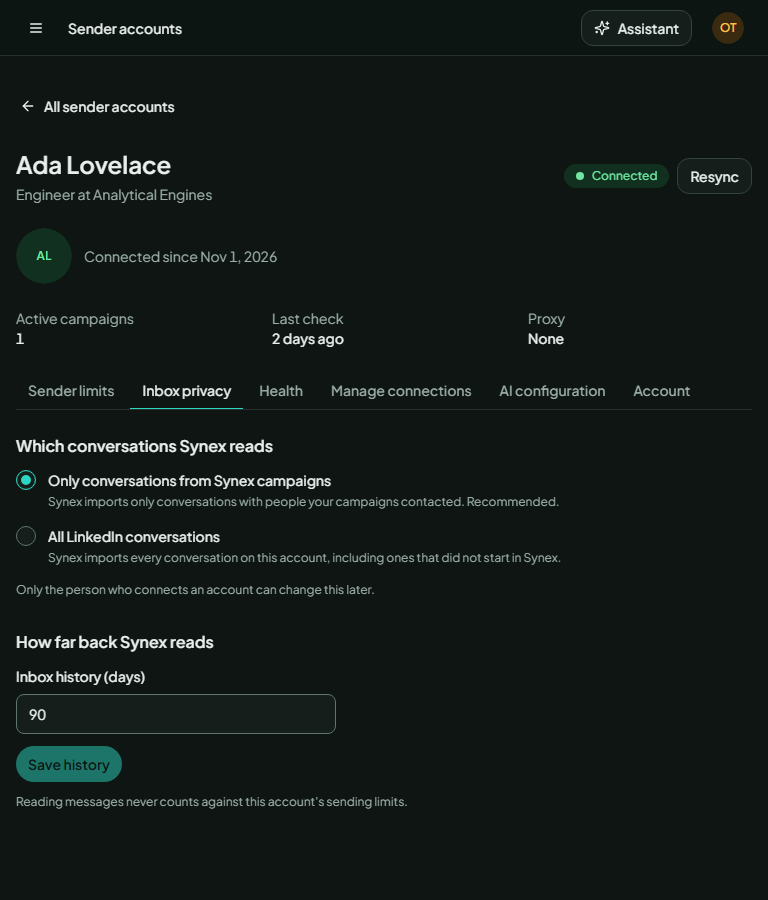 Sender accounts
Assistant
OT
All sender accounts
Ada Lovelace
Engineer at Analytical Engines
Connected
Resync
AL
Connected since Nov 1, 2026
Active campaigns
1
Last check
2 days ago
Proxy
None
Sender limits
Inbox privacy
Health
Manage connections
AI configuration
Account
Which conversations Synex reads
Only conversations from Synex campaigns
Synex imports only conversations with people your campaigns contacted. Recommended.
All LinkedIn conversations
Synex imports every conversation on this account, including ones that did not start in Synex.
Only the person who connects an account can change this later.
How far back Synex reads
Inbox history (days)
90
Save history
Reading messages never counts against this account's sending limits.